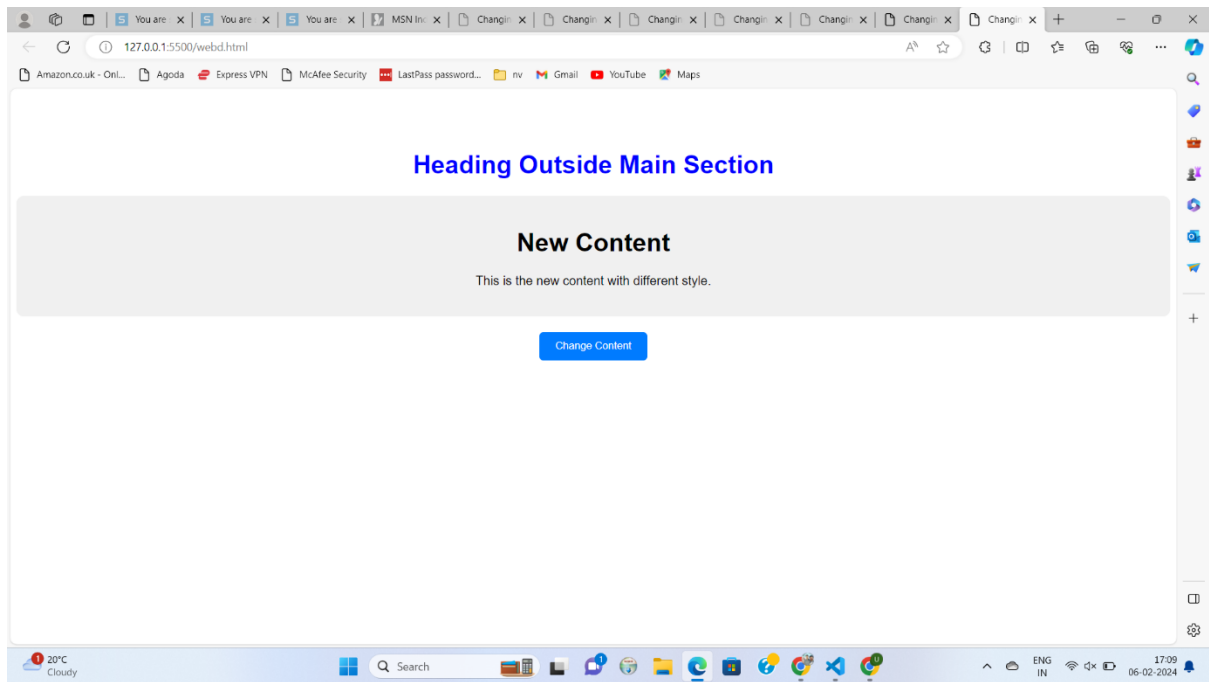 You are
You are
You are
MSN Inc
Changin
Changin
Changin
Changin
Changin
Changin
Changin
127.0.0.1:5500/webd.html
Amazon.co.uk - Onl...
Agoda
Express VPN
McAfee Security
LastPass password...
nv
Gmail
YouTube
Maps
Heading Outside Main Section
New Content
This is the new content with different style.
Change Content
1
20°C
Cloudy
Search
ENG
IN
17:09
06-02-2024